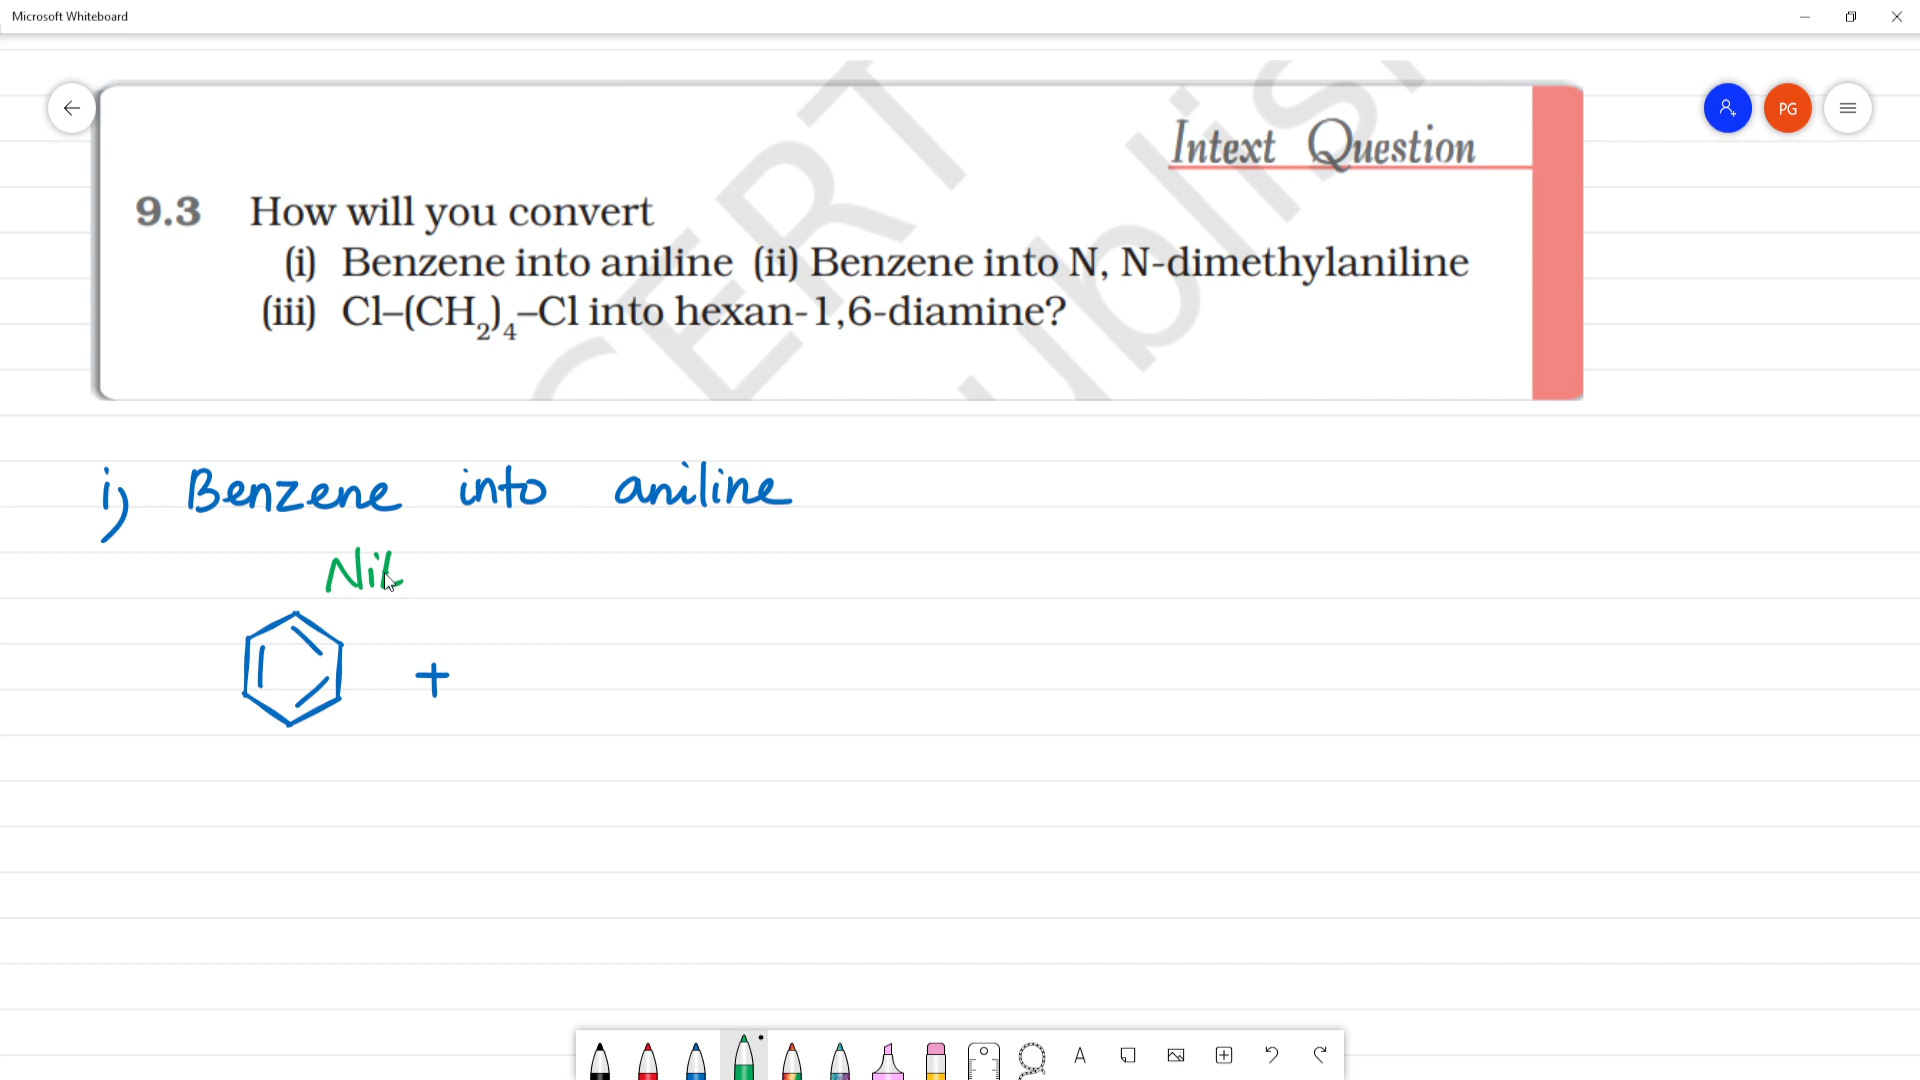 Microsoft Whiteboard
Intext Question
PG
9.3 How will you convert
(i) Benzene into aniline (ii) Benzene into N, N-dimethylaniline
(iii) Cl–(CH₂)₄–Cl into hexan-1,6-diamine?
i) Benzene into aniline
Nit
+
A